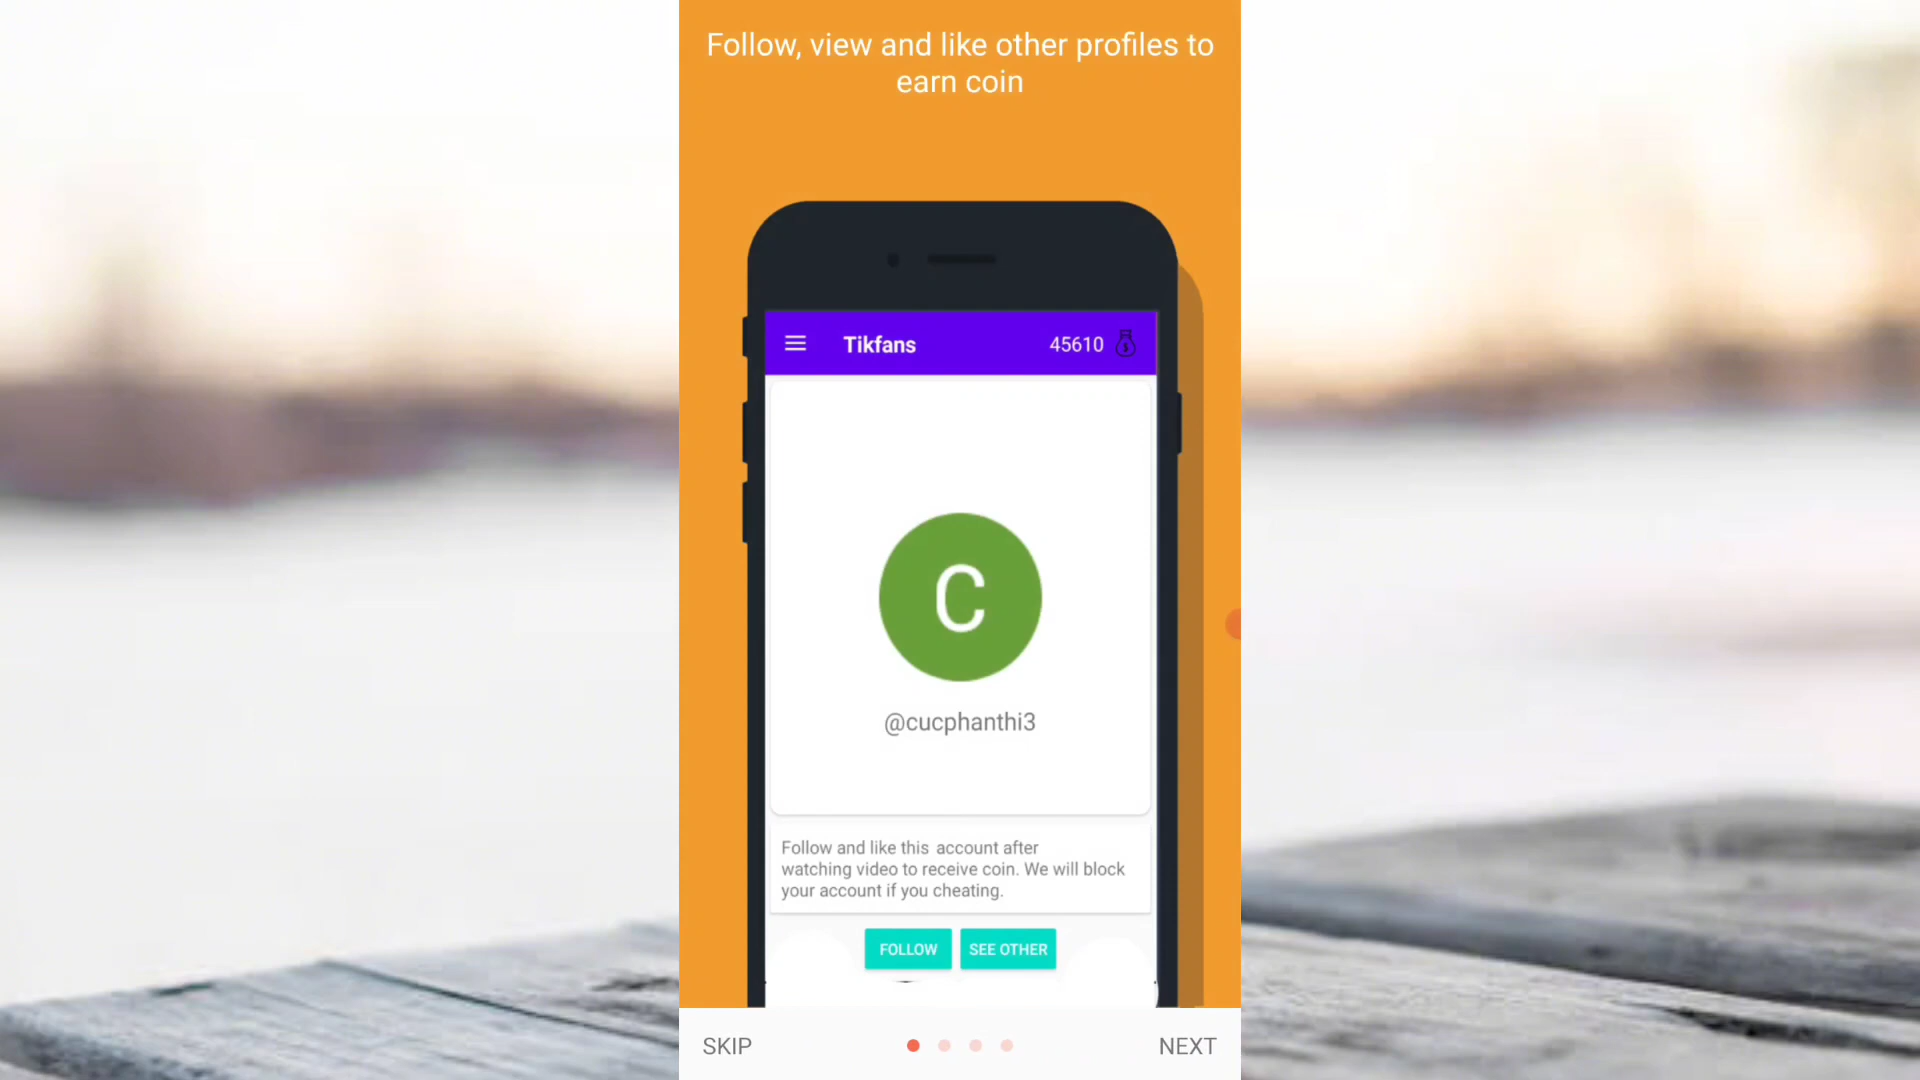 Follow, view and like other profiles to
earn coin
Tikfans
45610
C
@cucphanthi3
Follow and like this account after
watching video to receive coin. We will block
your account if you cheating.
FOLLOW
SEE OTHER
SKIP
NEXT